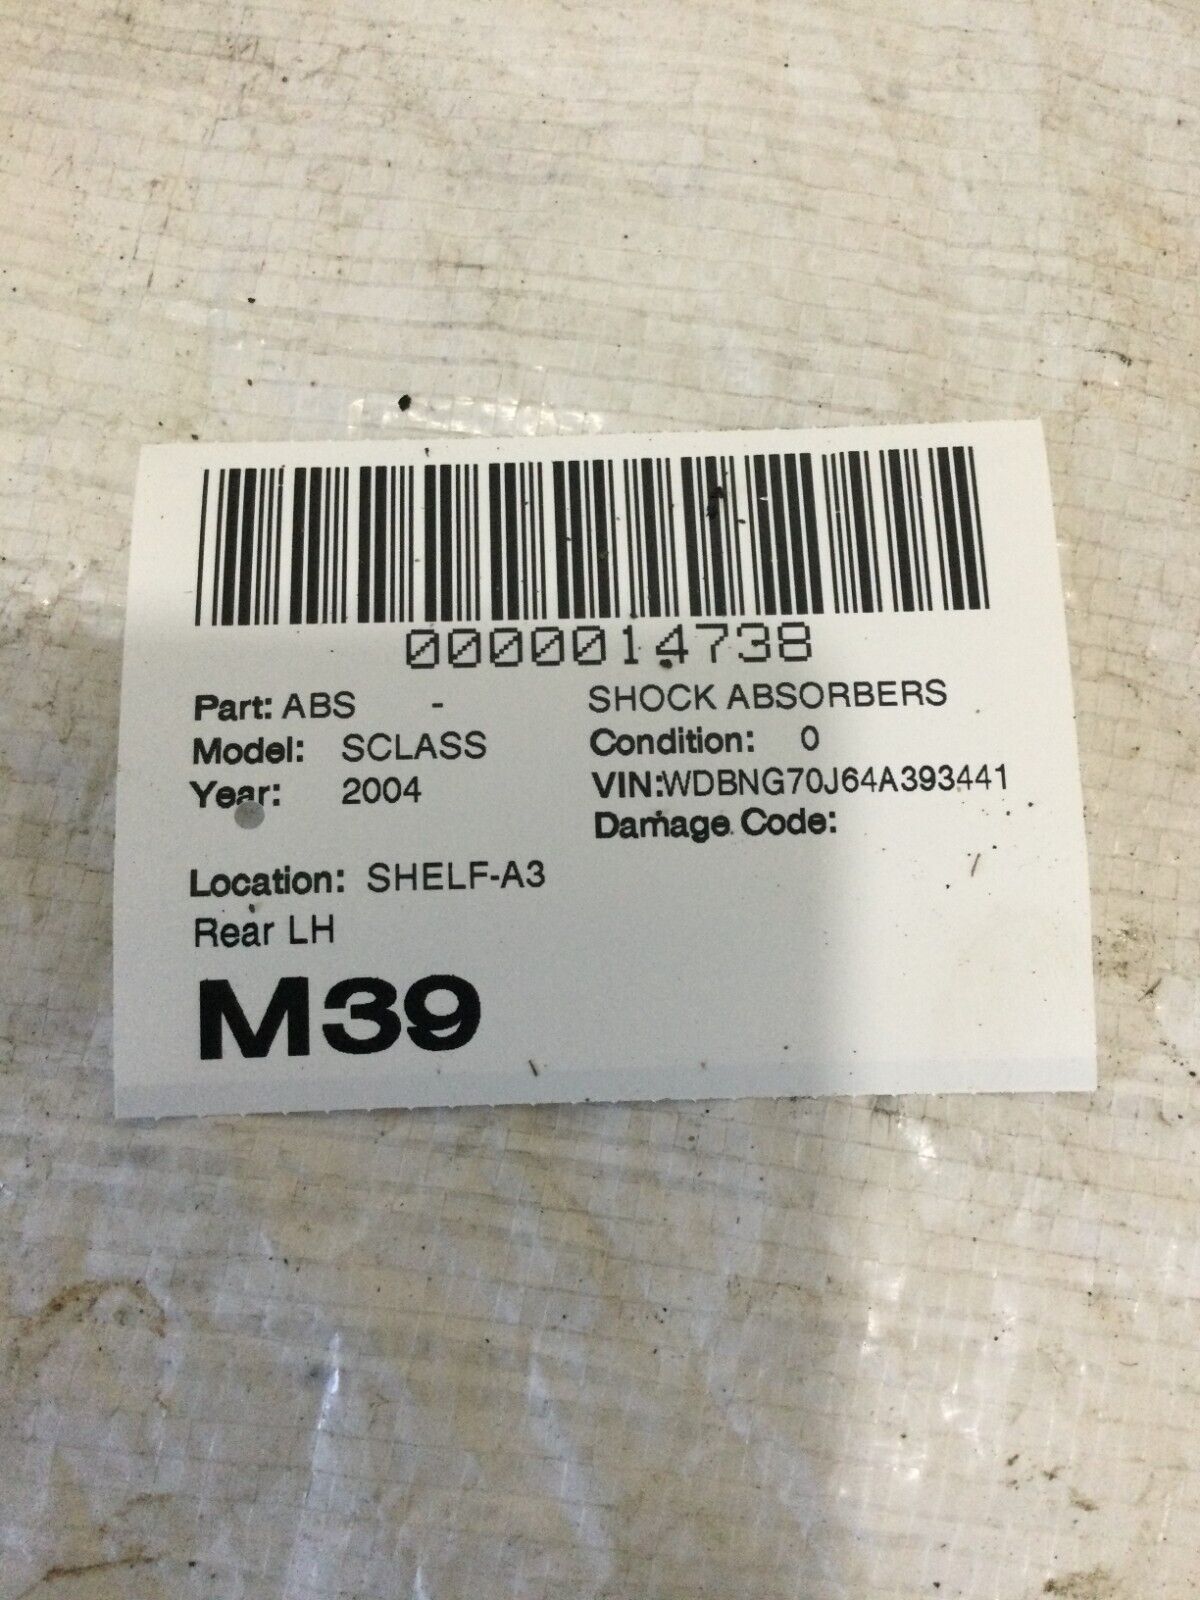 0000014738
Part: ABS - SHOCK ABSORBERS
Model: SCLASS Condition: 0
Year: 2004 VIN:WDBNG70J64A393441
Damage Code:
Location: SHELF-A3
Rear LH
M39